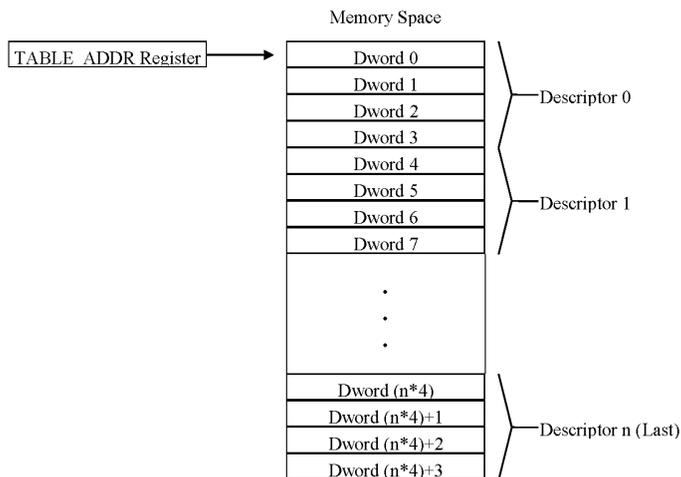 Memory Space
TABLE_ADDR Register
Dword 0
Dword 1
Dword 2
Dword 3
Descriptor 0
Dword 4
Dword 5
Dword 6
Dword 7
Descriptor 1
Dword (n*4)
Dword (n*4)+1
Dword (n*4)+2
Dword (n*4)+3
Descriptor n (Last)